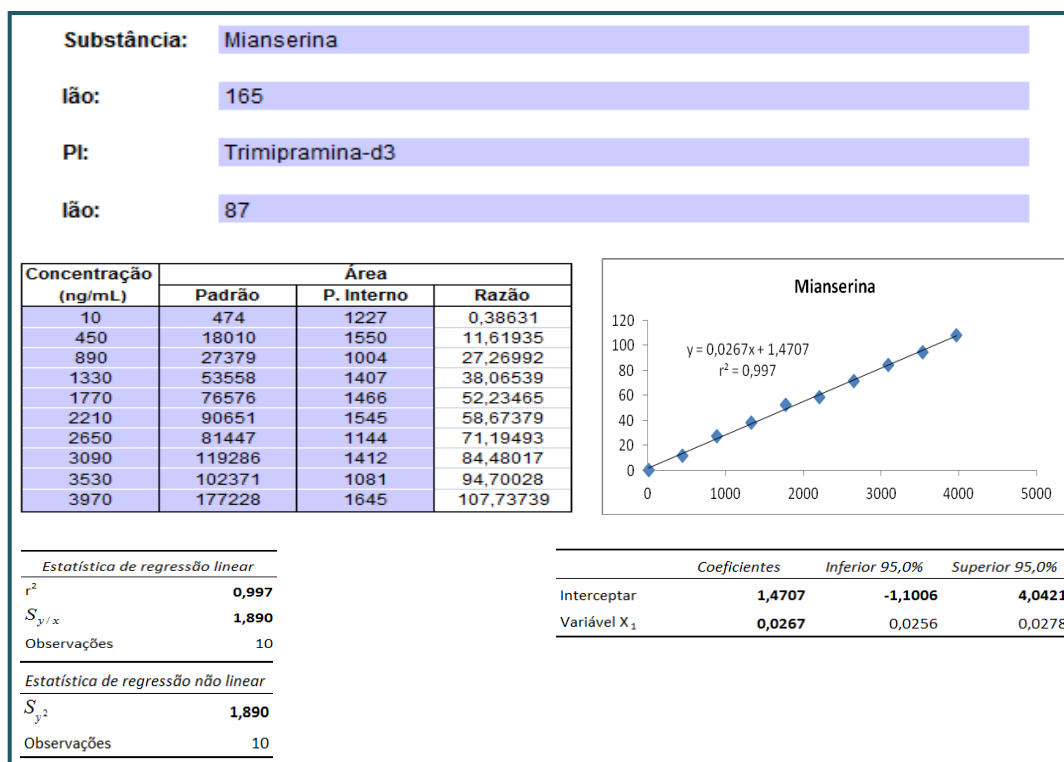 Substância: Mianserina
Ião: 165
PI: Trimipramina-d3
Ião: 87
Concentração Área
(ng/mL) Padrão P. Interno Razão
10 474 1227 0,38631
450 18010 1550 11,61935
890 27379 1004 27,26992
1330 53558 1407 38,06539
1770 76576 1466 52,23465
2210 90651 1545 58,67379
2650 81447 1144 71,19493
3090 119286 1412 84,48017
3530 102371 1081 94,70028
3970 177228 1645 107,73739
Mianserina
y = 0,0267x + 1,4707
r² = 0,997
120
100
80
60
40
20
0
0 1000 2000 3000 4000 5000
Estatística de regressão linear
r² 0,997
S y/x 1,890
Observações 10
Estatística de regressão não linear
S y² 1,890
Observações 10
Coeficientes Inferior 95,0% Superior 95,0%
Interceptar 1,4707 -1,1006 4,0421
Variável X 1 0,0267 0,0256 0,0278